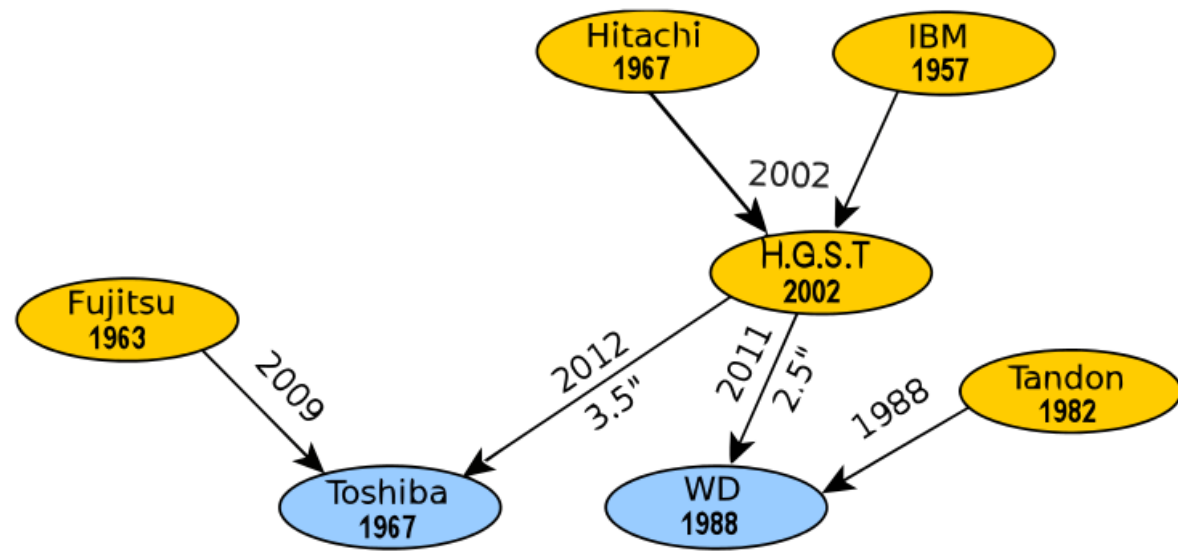 Hitachi
1967
IBM
1957
2002
H.G.S.T
2002
Fujitsu
1963
2009
2012
3.5"
2011
2.5"
Tandon
1982
1988
Toshiba
1967
WD
1988